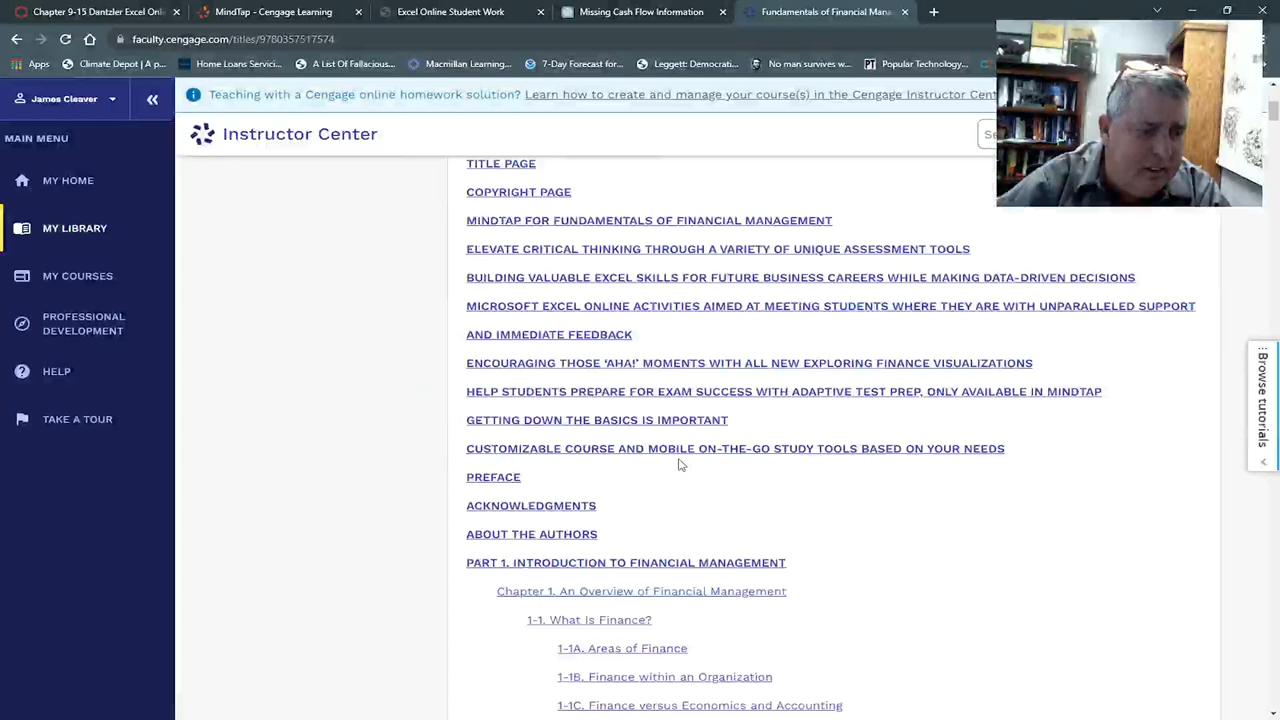 Chapter 9-15 Dantzler Excel Onli
MindTap - Cengage Learning
Excel Online Student Work
Missing Cash Flow Information
Fundamentals of Financial Mana
faculty.cengage.com/titles/9780357517574
Apps
Climate Depot | A p...
Home Loans Servic...
A List Of Fallacious...
Macmillan Learning...
7-Day Forecast for...
Leggett: Democrati...
No man survives w...
Popular Technology...
James Cleaver
Teaching with a Cengage online homework solution? Learn how to create and manage your course(s) in the Cengage Instructor Cent
MAIN MENU
Instructor Center
Se
MY HOME
MY LIBRARY
MY COURSES
PROFESSIONAL
DEVELOPMENT
HELP
TAKE A TOUR
TITLE PAGE
COPYRIGHT PAGE
MINDTAP FOR FUNDAMENTALS OF FINANCIAL MANAGEMENT
ELEVATE CRITICAL THINKING THROUGH A VARIETY OF UNIQUE ASSESSMENT TOOLS
BUILDING VALUABLE EXCEL SKILLS FOR FUTURE BUSINESS CAREERS WHILE MAKING DATA-DRIVEN DECISIONS
MICROSOFT EXCEL ONLINE ACTIVITIES AIMED AT MEETING STUDENTS WHERE THEY ARE WITH UNPARALLELED SUPPORT
AND IMMEDIATE FEEDBACK
ENCOURAGING THOSE ‘AHA!’ MOMENTS WITH ALL NEW EXPLORING FINANCE VISUALIZATIONS
HELP STUDENTS PREPARE FOR EXAM SUCCESS WITH ADAPTIVE TEST PREP, ONLY AVAILABLE IN MINDTAP
GETTING DOWN THE BASICS IS IMPORTANT
CUSTOMIZABLE COURSE AND MOBILE ON-THE-GO STUDY TOOLS BASED ON YOUR NEEDS
PREFACE
ACKNOWLEDGMENTS
ABOUT THE AUTHORS
PART 1. INTRODUCTION TO FINANCIAL MANAGEMENT
Chapter 1. An Overview of Financial Management
1-1. What Is Finance?
1-1A. Areas of Finance
1-1B. Finance within an Organization
1-1C. Finance versus Economics and Accounting
Browse tutorials